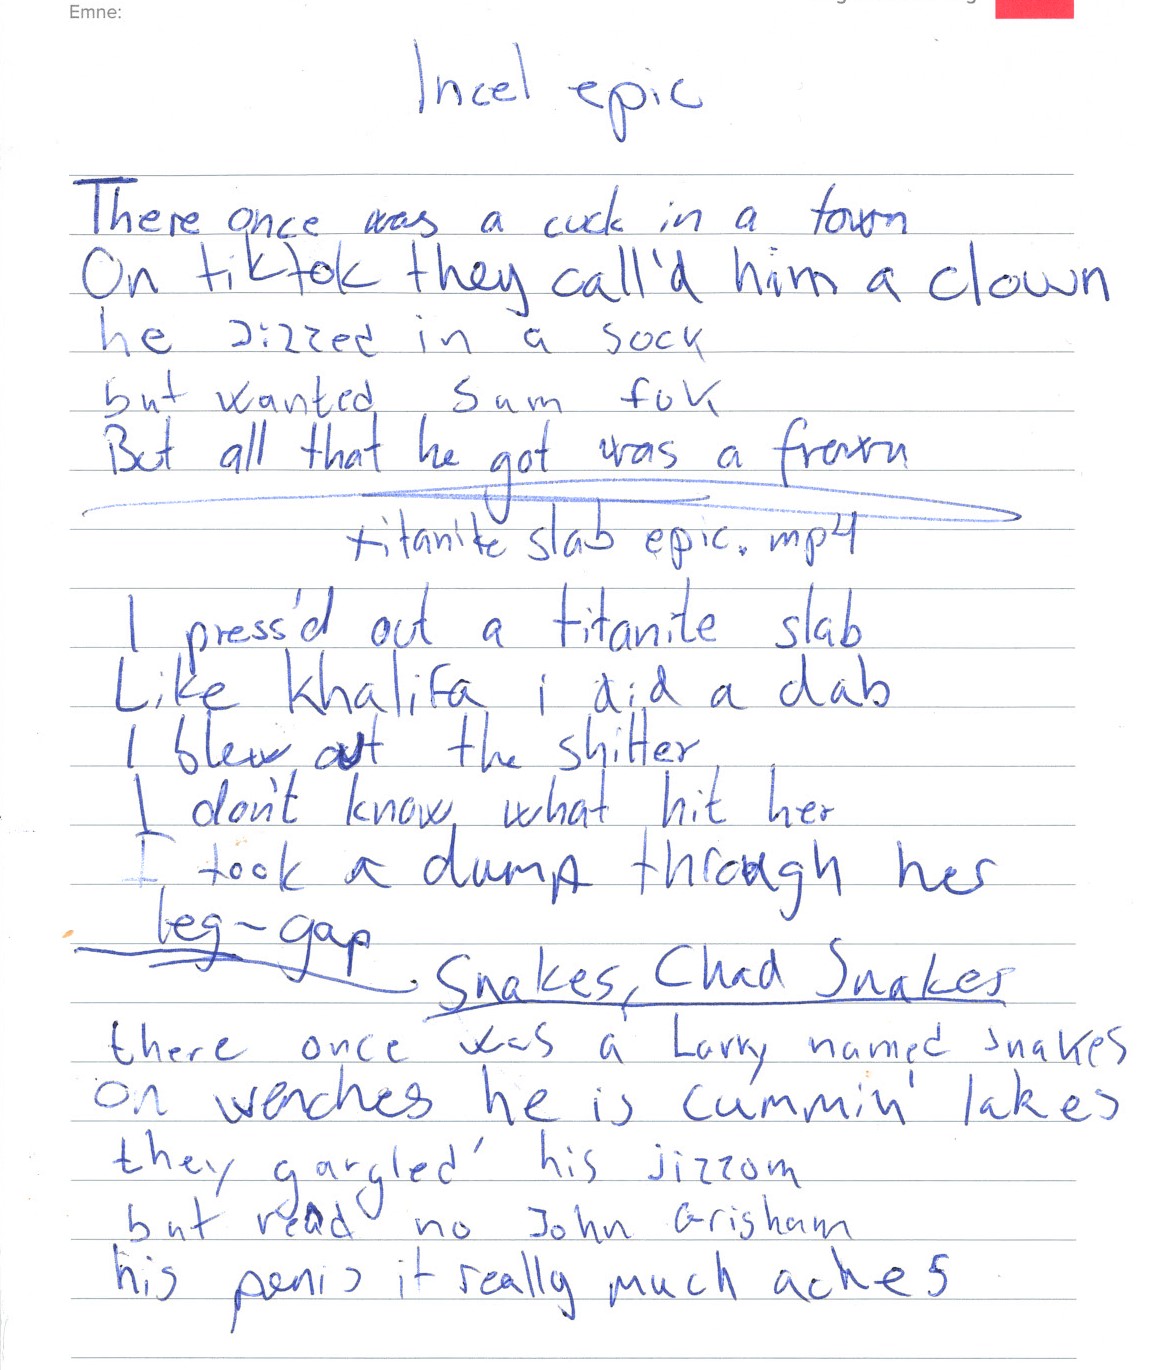 Emne:
Incel epic
There once was a cuck in a town
On tiktok they call'd him a clown
he jizzed in a sock
but wanted sum fuk
But all that he got was a frown
titanite slab epic.mp4
I press'd out a titanite slab
Like khalifa i did a dab
I blew out the shitter
I don't know what hit her
I took a dump through her
leg-gap
Snakes, Chad Snakes
there once was a Larry named snakes
on wenches he is cummin' lakes
they gargled' his jizzom
but read no John Grisham
his penis it really much aches